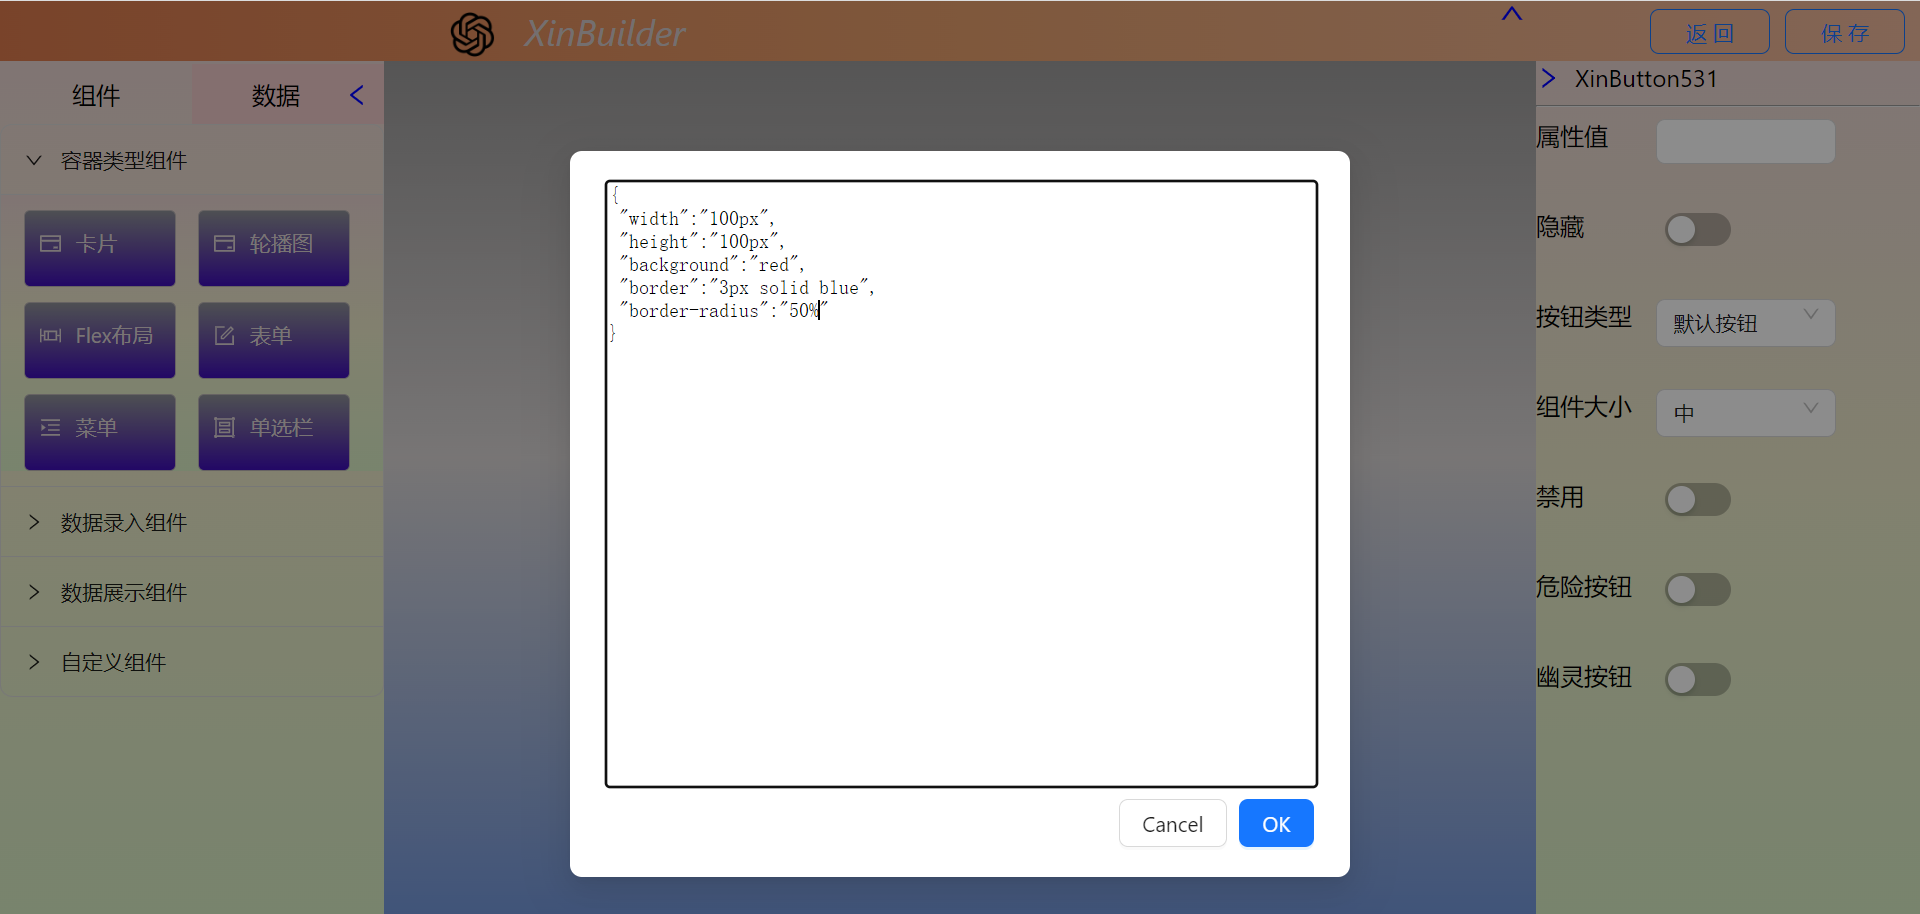 XinBuilder
返 回
保 存
组件
数据
容器类型组件
卡片
轮播图
Flex布局
表单
菜单
单选栏
数据录入组件
数据展示组件
自定义组件
{
"width":"100px",
"height":"100px",
"background":"red",
"border":"3px solid blue",
"border-radius":"50%"
}
Cancel
OK
XinButton531
属性值
隐藏
按钮类型
默认按钮
组件大小
中
禁用
危险按钮
幽灵按钮